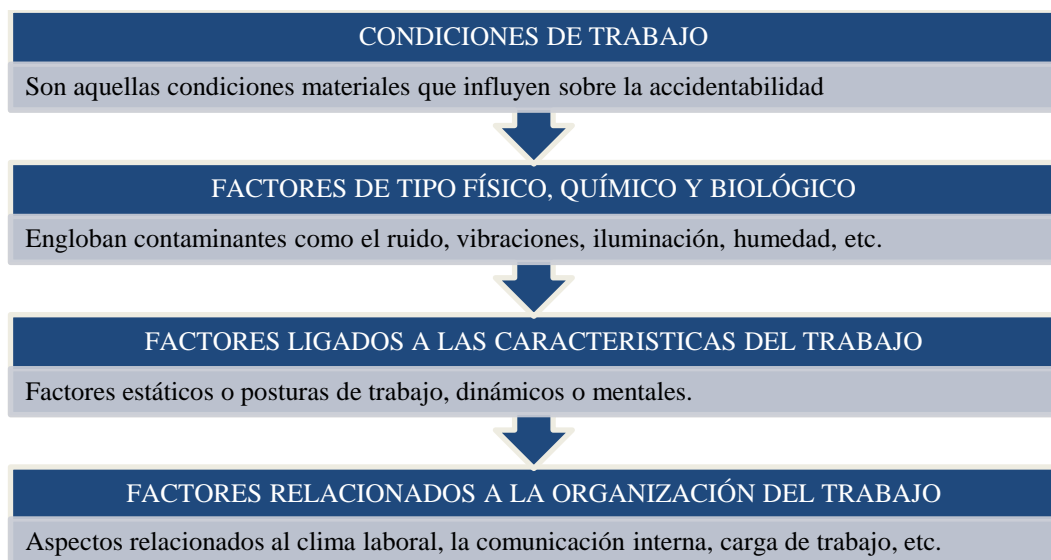 CONDICIONES DE TRABAJO
Son aquellas condiciones materiales que influyen sobre la accidentabilidad
FACTORES DE TIPO FÍSICO, QUÍMICO Y BIOLÓGICO
Engloban contaminantes como el ruido, vibraciones, iluminación, humedad, etc.
FACTORES LIGADOS A LAS CARACTERISTICAS DEL TRABAJO
Factores estáticos o posturas de trabajo, dinámicos o mentales.
FACTORES RELACIONADOS A LA ORGANIZACIÓN DEL TRABAJO
Aspectos relacionados al clima laboral, la comunicación interna, carga de trabajo, etc.